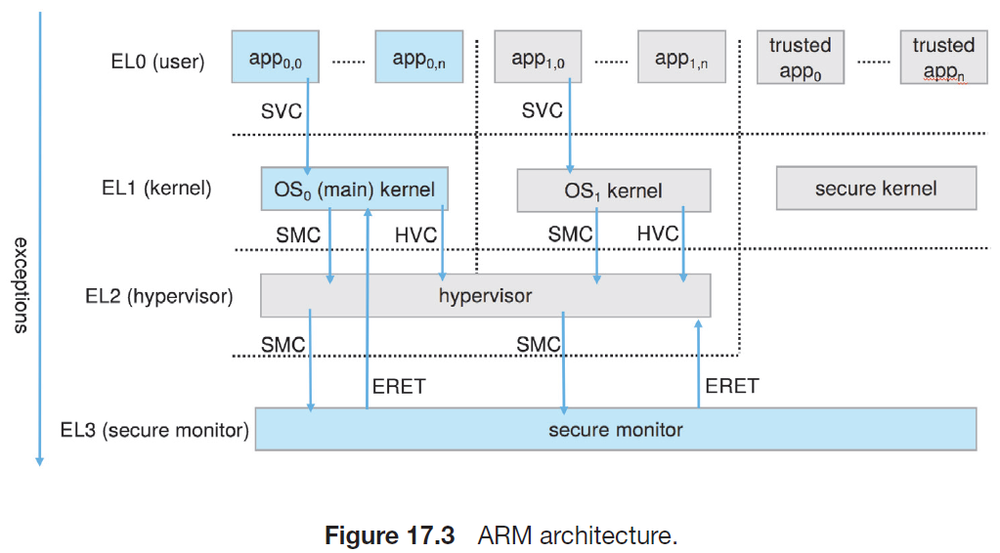 EL0 (user)
app0,0 ...... app0,n
app1,0 ...... app1,n
trusted
app0
......
trusted
appn
SVC
SVC
EL1 (kernel)
OS0 (main) kernel
OS1 kernel
secure kernel
SMC
HVC
SMC
HVC
exceptions
EL2 (hypervisor)
hypervisor
SMC
SMC
ERET
ERET
EL3 (secure monitor)
secure monitor
Figure 17.3 ARM architecture.